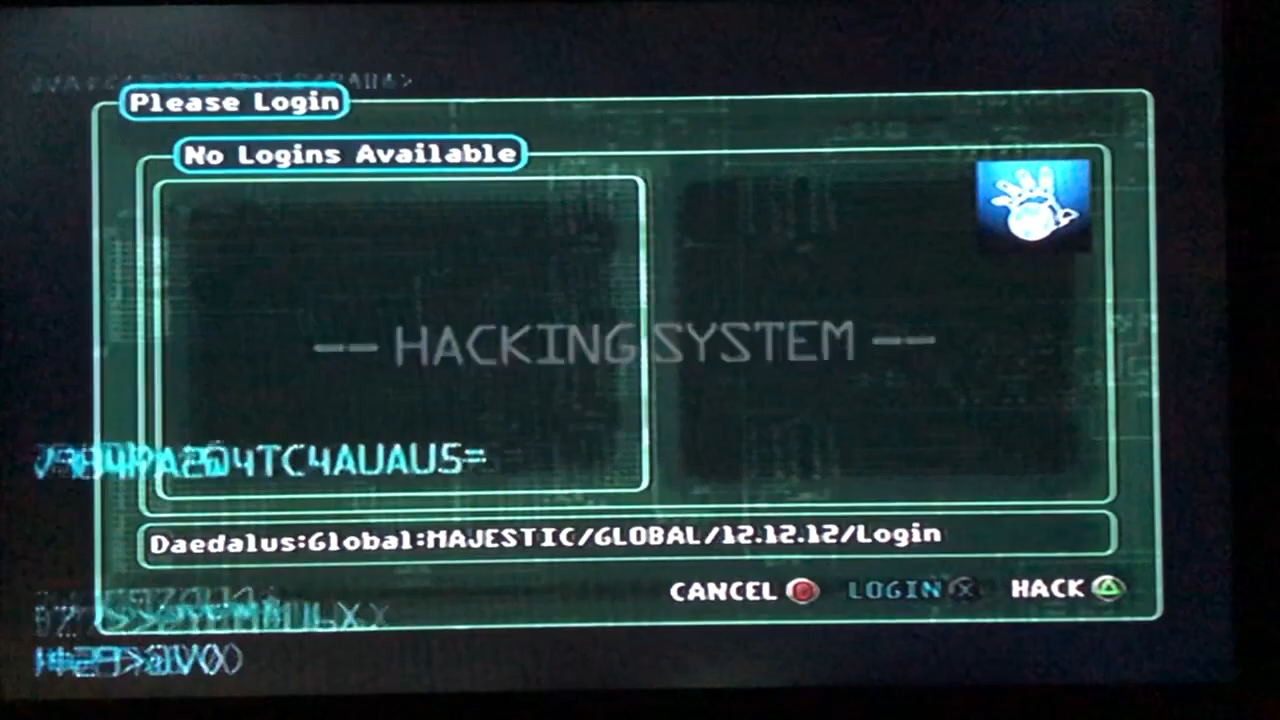 Please Login
No Logins Available
-- HACKING SYSTEM --
Daedalus:Global:MAJESTIC/GLOBAL/12.12.12/Login
CANCEL LOGIN X HACK